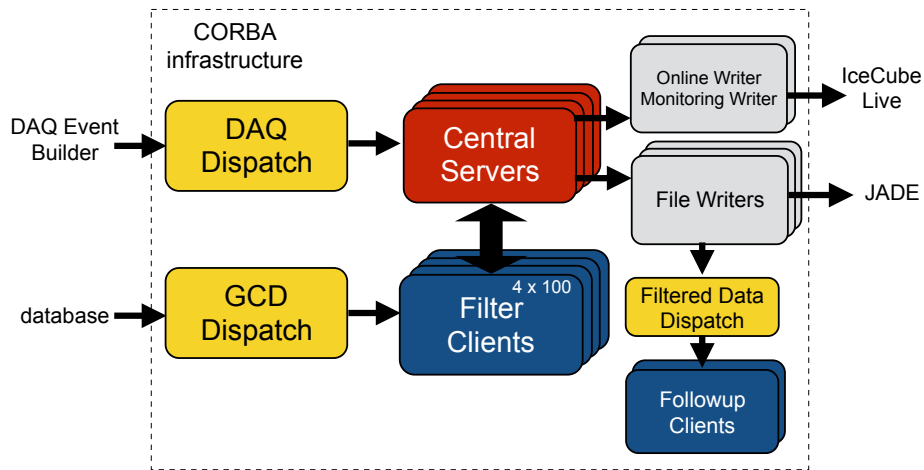 CORBA
infrastructure
DAQ Event
Builder
DAQ
Dispatch
Central
Servers
Online Writer
Monitoring Writer
IceCube
Live
File Writers
JADE
database
GCD
Dispatch
4 x 100
Filter
Clients
Filtered Data
Dispatch
Followup
Clients